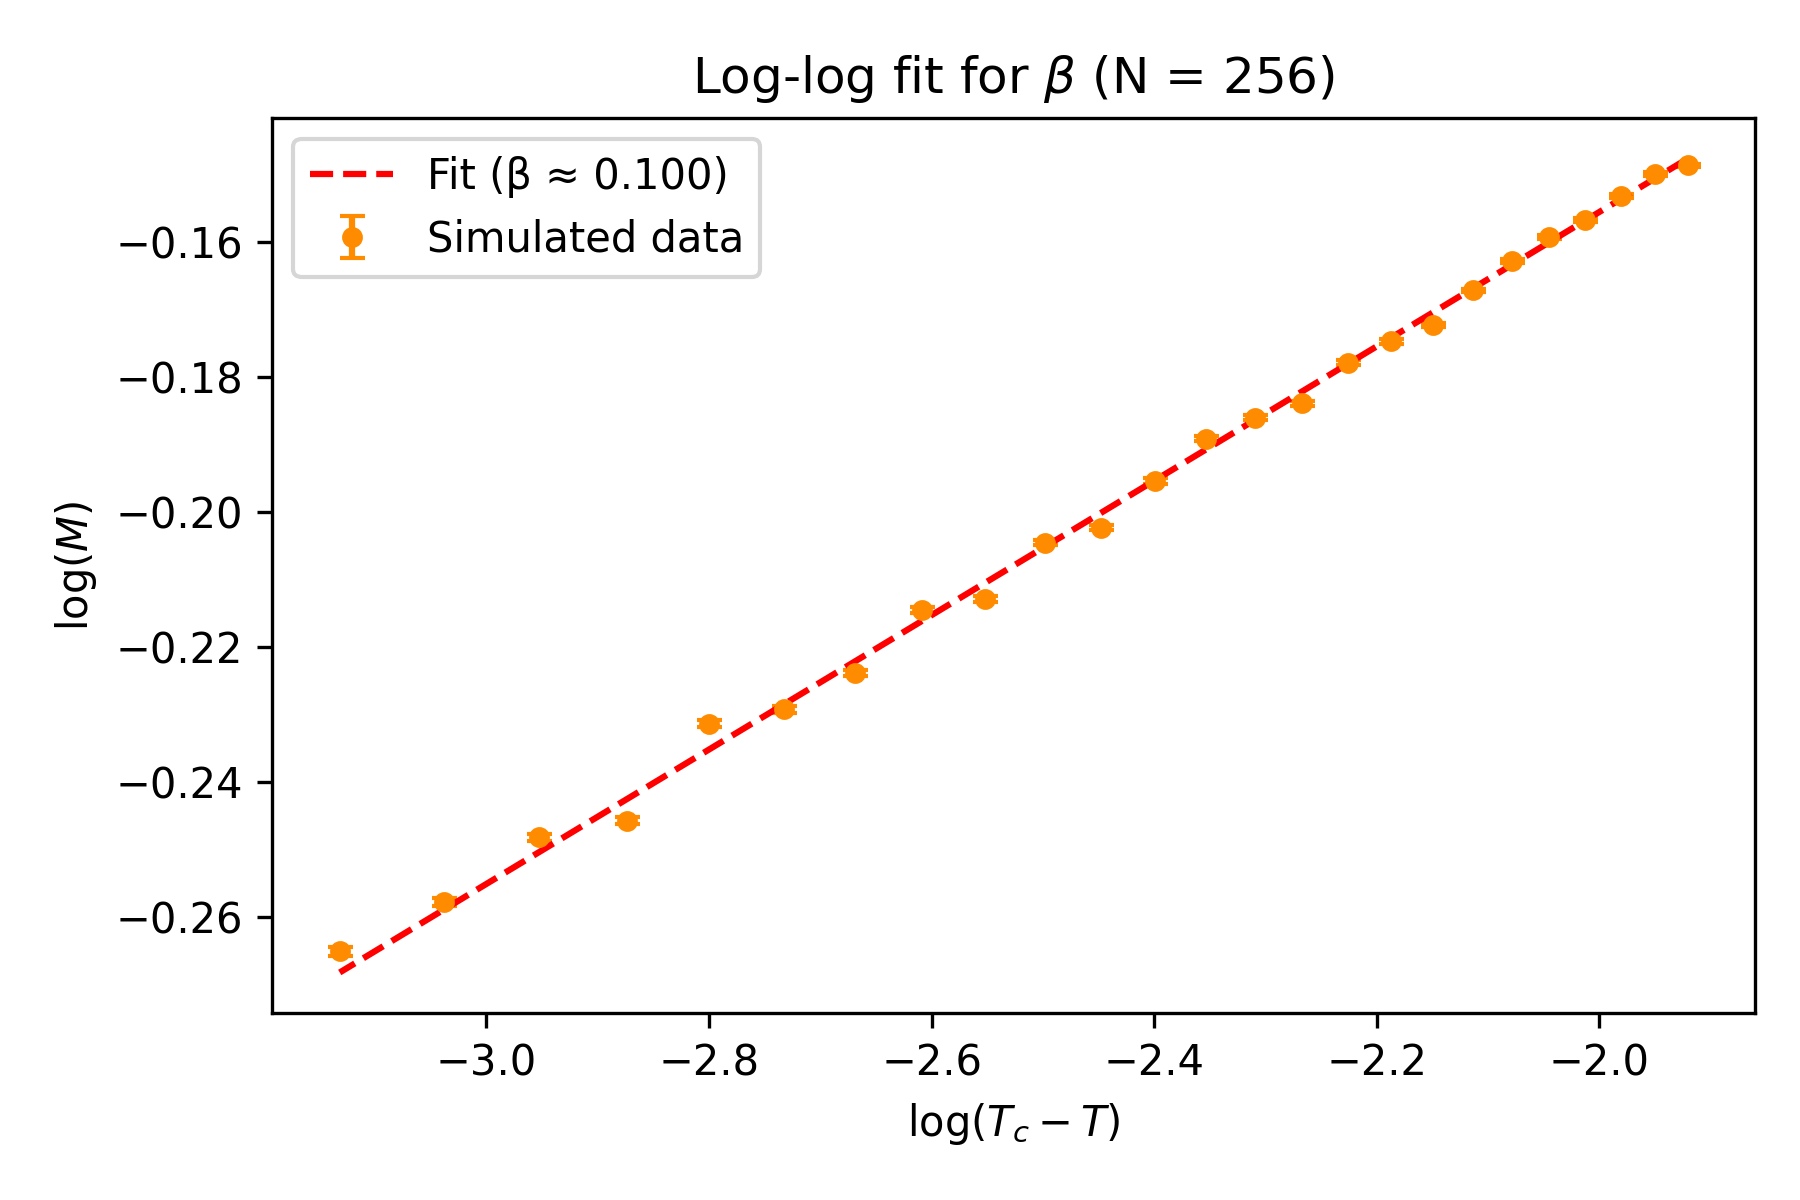 Log-log fit for β (N = 256)
Fit (β ≈ 0.100)
Simulated data
−0.16
−0.18
−0.20
−0.22
−0.24
−0.26
log(M)
−3.0
−2.8
−2.6
−2.4
−2.2
−2.0
log(T_c − T)